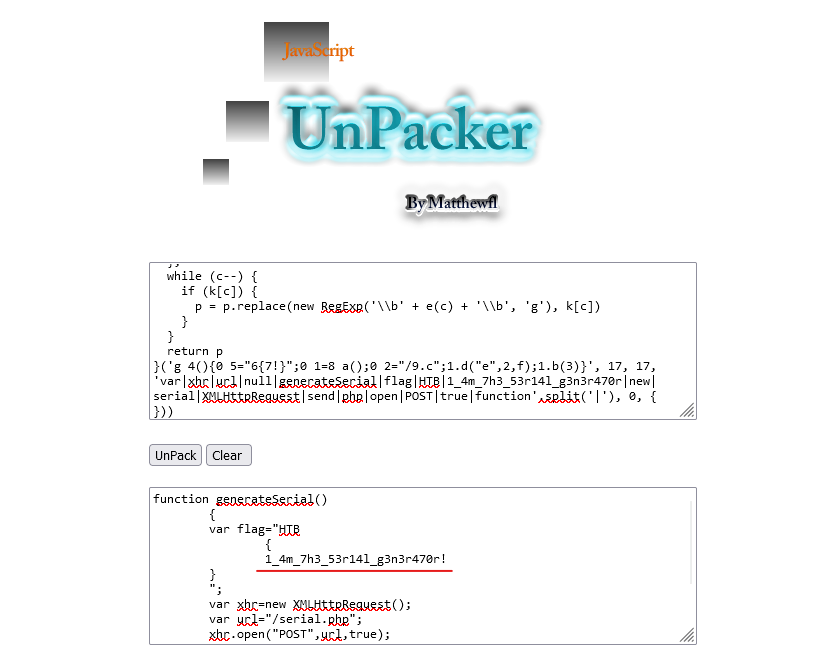 JavaScript
UnPacker
By Matthewfl
};
while (c--) {
if (k[c]) {
p = p.replace(new RegExp('\\b' + e(c) + '\\b', 'g'), k[c])
}
}
return p
}('g 4(){0 5="6{7!}";0 1=8 a();0 2="/9.c";1.d("e",2,f);1.b(3)}', 17, 17,
'var|xhr|url|null|generateSerial|flag|HTB|1_4m_7h3_53r14l_g3n3r470r|new|
serial|XMLHttpRequest|send|php|open|POST|true|function'.split('|'), 0, {
}))
UnPack Clear
function generateSerial()
{
var flag="HTB
{
1_4m_7h3_53r14l_g3n3r470r!
}
";
var xhr=new XMLHttpRequest();
var url="/serial.php";
xhr.open("POST",url,true);